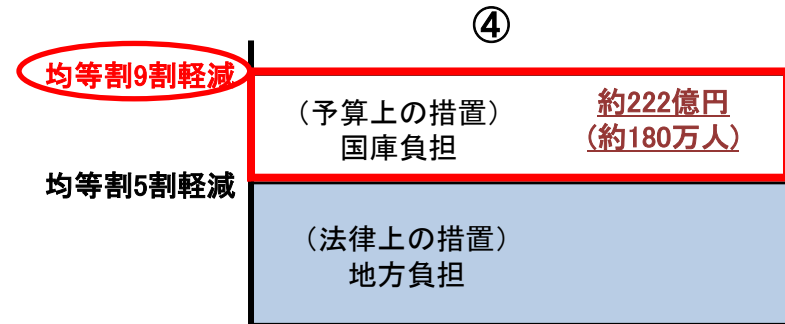 ④
均等割9割軽減
（予算上の措置）
国庫負担
約222億円
(約180万人)
均等割5割軽減
（法律上の措置）
地方負担